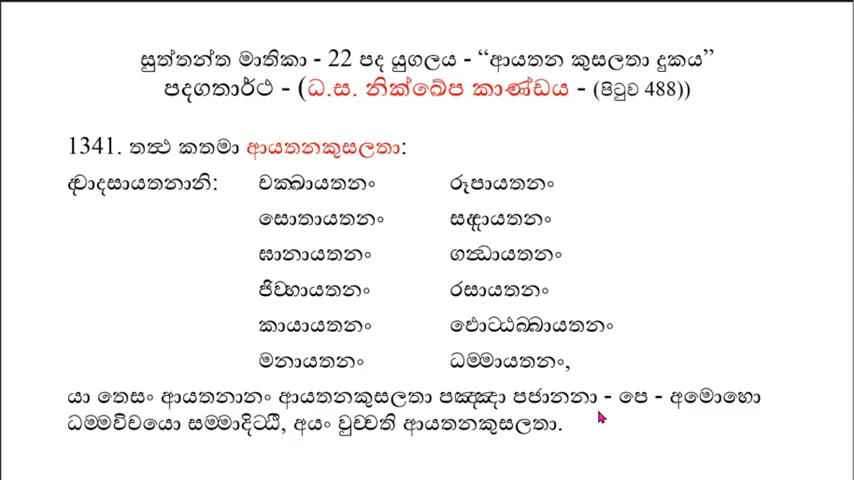 සුත්තන්ත මාතිකා - 22 පද යුගලය - “ආයතන කුසලතා දුකය”
පදගතාර්ථ - (ධ.ස. නික්ඛේප කාණ්ඩය - (පිටුව 488))
1341. තත්‍ථ කතමා ආයතනකුසලතා:
ද්‍වාදසායතනානි: චක්‍ඛායතනං රූපායතනං
සොතායතනං සද්‍දායතනං
ඝානායතනං ගන්‍ධායතනං
ජිව්හායතනං රසායතනං
කායායතනං ඵොට්‍ඨබ්බායතනං
මනායතනං ධම්මායතනං,
යා තෙසං ආයතනානං ආයතනකුසලතා පඤ්ඤා පජානනා - පෙ - අමොහො
ධම්මවිචයො සම්මාදිට්ඨි, අයං වුච්චති ආයතනකුසලතා.